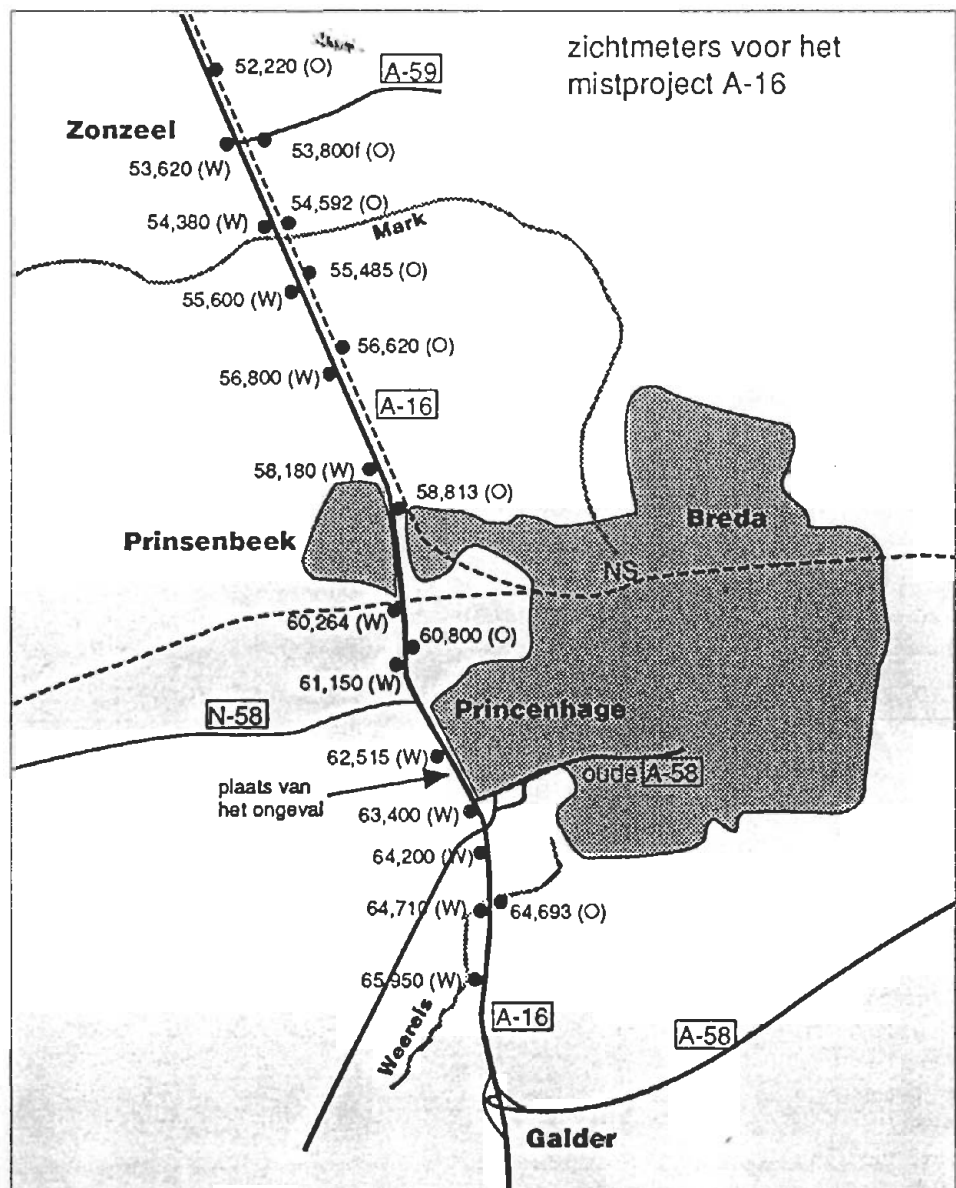 zichtmeters voor het
mistproject A-16
52,220 (O)
A-59
Zonzeel
53,800f (O)
53,620 (W)
54,592 (O)
54,380 (W)
Mark
55,485 (O)
55,600 (W)
56,620 (O)
56,800 (W)
A-16
58,180 (W)
58,813 (O)
Breda
Prinsenbeek
NS
60,264 (W)
60,800 (O)
61,150 (W)
N-58
Princenhage
62,515 (W)
oude A-58
plaats van
het ongeval
63,400 (W)
64,200 (W)
64,710 (W)
64,693 (O)
65,950 (W)
A-16
Weereis
A-58
Galder